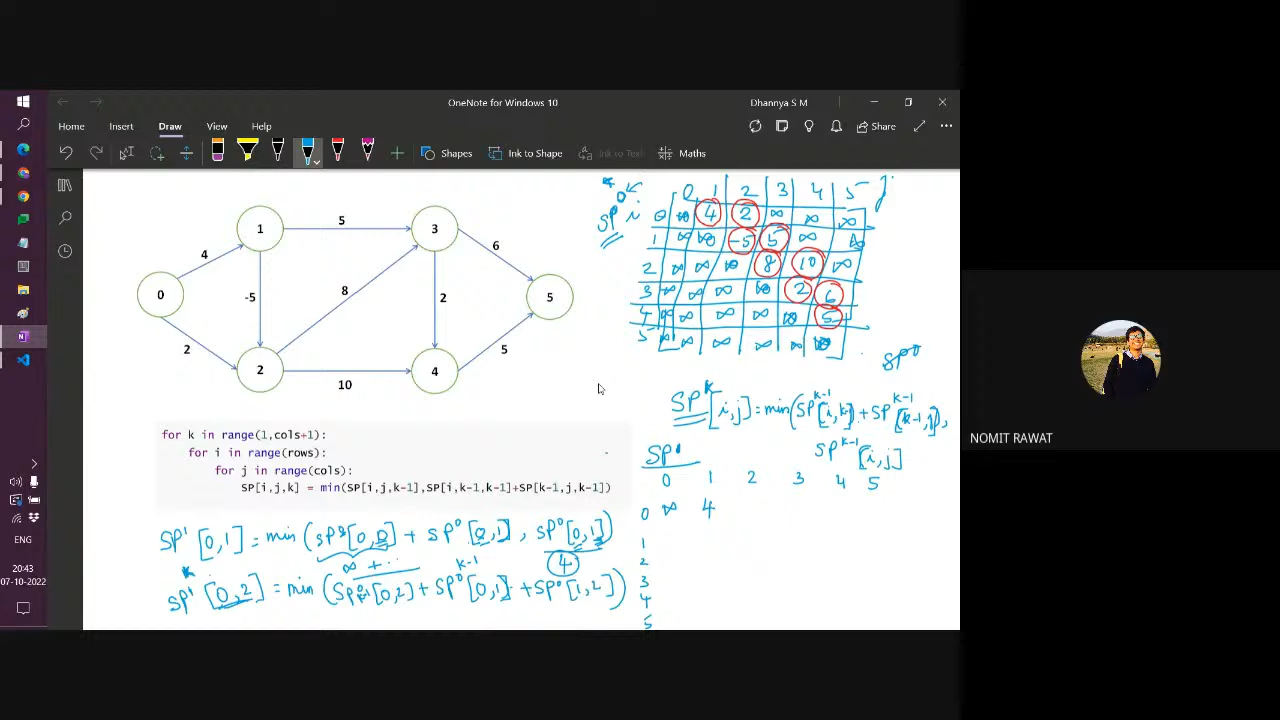 OneNote for Windows 10
Dhannya S M
Home Insert Draw View Help
Share
Shapes Ink to Shape Ink to Text Maths
0 1 2 3 4 5 j
SP i 0 ∞ 4 2 ∞ ∞ ∞
1 ∞ ∞ -5 5 ∞ ∞
2 ∞ ∞ ∞ 8 10 ∞
3 ∞ ∞ ∞ ∞ 2 6
4 ∞ ∞ ∞ ∞ ∞ 5
5 ∞ ∞ ∞ ∞ ∞ ∞
1 5 3
4 6
0 -5 8 2 5
2 5
2 10 4
SP⁰
SPᵏ[i,j] = min(SPᵏ⁻¹[i,k] + SPᵏ⁻¹[k-1,j],
SPᵏ⁻¹[i,j]
for k in range(1,cols+1):
for i in range(rows):
for j in range(cols):
SP[i,j,k] = min(SP[i,j,k-1],SP[i,k-1,k-1]+SP[k-1,j,k-1])
SP¹
0 1 2 3 4 5
0 ∞ 4
1
2
3
4
5
SP¹[0,1] = min(SP⁰[0,0] + SP⁰[0,1], SP⁰[0,1])
∞ + .. 4
k k-1
SP¹[0,2] = min(SP⁰[0,2] + SP⁰[0,1] + SP⁰[1,2])
NOMIT RAWAT
ENG
20:43
07-10-2022